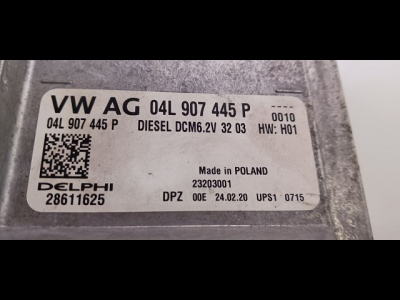 VW AG 04L 907 445 P ----
0010
04L 907 445 P DIESEL DCM6.2V 32 03 HW: H01
Made in POLAND
23203001
DELPHI
28611625 DPZ 00E 24.02.20 UPS1 0715